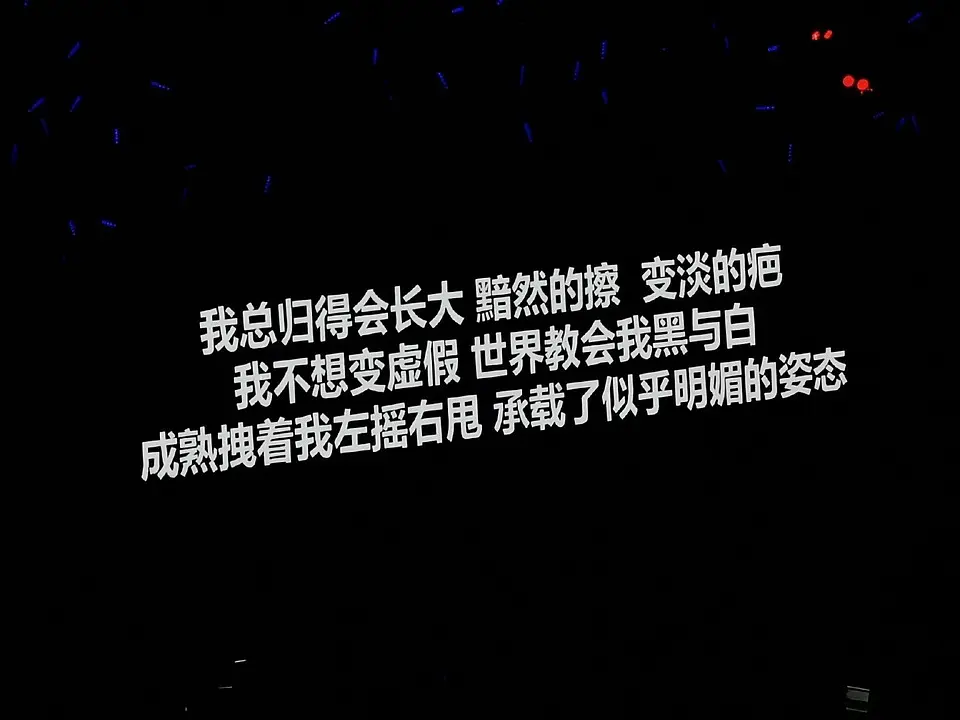 我总归得会长大 黯然的擦 变淡的疤
我不想变虚假 世界教会我黑与白
成熟拽着我左摇右甩 承载了似乎明媚的姿态